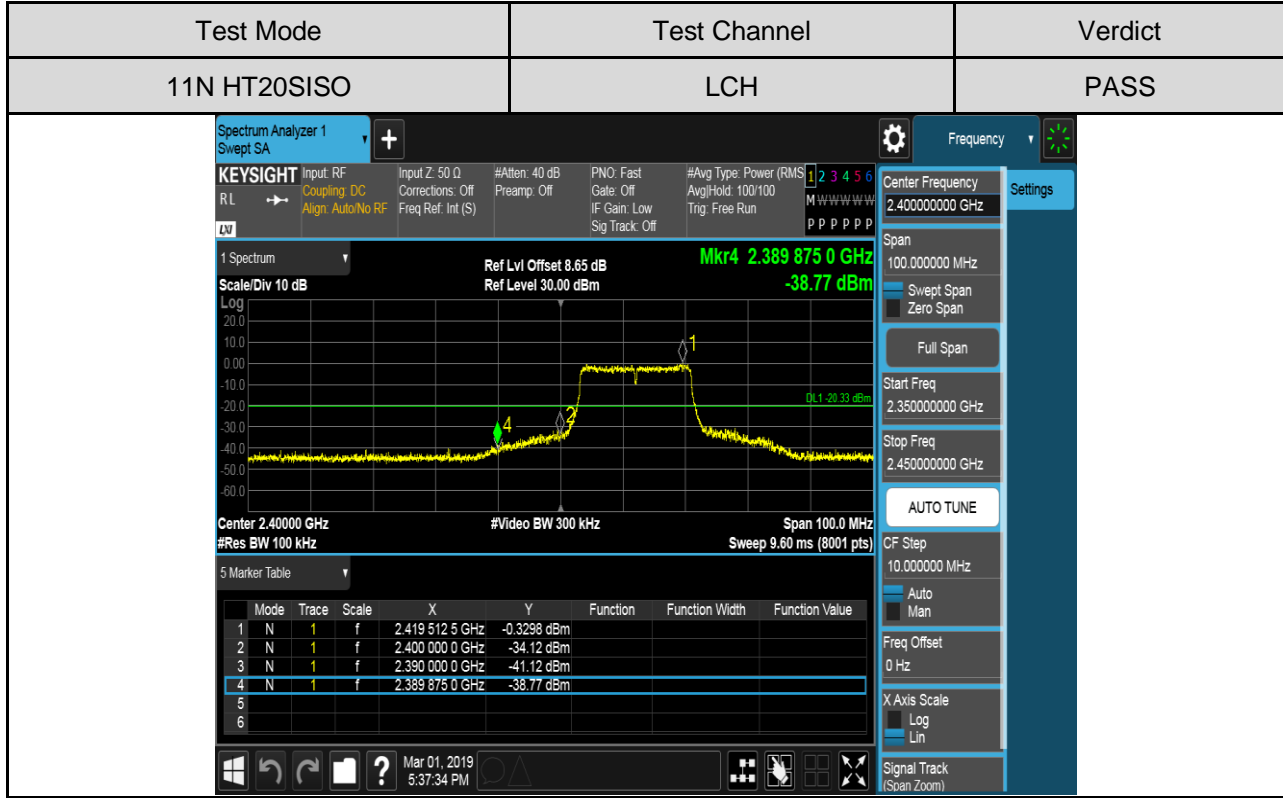 Test Mode Test Channel Verdict
11N HT20SISO LCH PASS
Spectrum Analyzer 1
Swept SA
+
Frequency
KEYSIGHT
RL
LXI
Input: RF
Coupling: DC
Align: Auto/No RF
Input Z: 50 Ω
Corrections: Off
Freq Ref: Int (S)
#Atten: 40 dB
Preamp: Off
PNO: Fast
Gate: Off
IF Gain: Low
Sig Track: Off
#Avg Type: Power (RMS
Avg|Hold: 100/100
Trig: Free Run
1 2 3 4 5 6
M W W W W W
P P P P P P
1 Spectrum
Scale/Div 10 dB
Ref Lvl Offset 8.65 dB
Ref Level 30.00 dBm
Mkr4 2.389 875 0 GHz
-38.77 dBm
Log
20.0
10.0
0.00
-10.0
-20.0
-30.0
-40.0
-50.0
-60.0
1
DL1 -20.33 dBm
4
2
Center 2.40000 GHz
#Video BW 300 kHz
Span 100.0 MHz
#Res BW 100 kHz
Sweep 9.60 ms (8001 pts)
5 Marker Table
Mode Trace Scale X Y Function Function Width Function Value
1 N 1 f 2.419 512 5 GHz -0.3298 dBm
2 N 1 f 2.400 000 0 GHz -34.12 dBm
3 N 1 f 2.390 000 0 GHz -41.12 dBm
4 N 1 f 2.389 875 0 GHz -38.77 dBm
5
6
?
Mar 01, 2019
5:37:34 PM
Center Frequency
2.400000000 GHz
Settings
Span
100.000000 MHz
Swept Span
Zero Span
Full Span
Start Freq
2.350000000 GHz
Stop Freq
2.450000000 GHz
AUTO TUNE
CF Step
10.000000 MHz
Auto
Man
Freq Offset
0 Hz
X Axis Scale
Log
Lin
Signal Track
(Span Zoom)